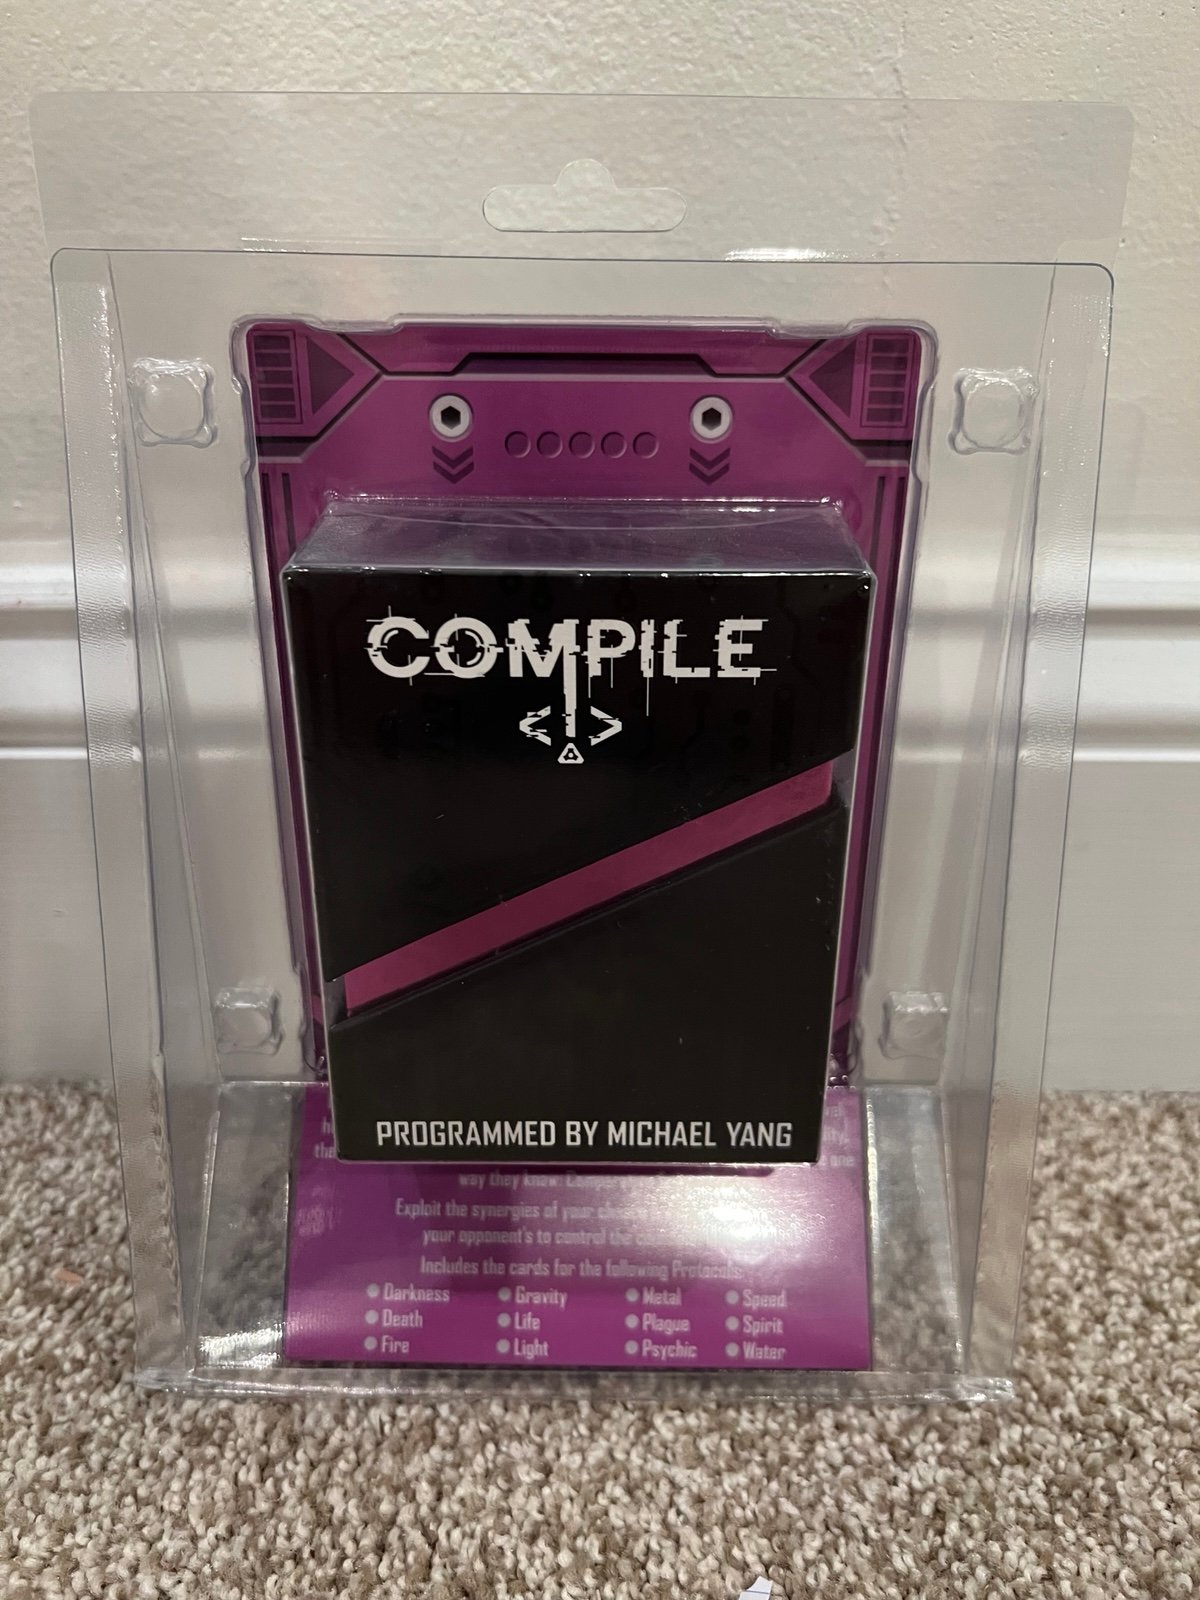 COMPILE
PROGRAMMED BY MICHAEL YANG
way they know:
Exploit the synergies of your
your opponent's to control the
Includes the cards for the following Protocols:
Darkness Gravity Metal Speed
Death Life Plague Spirit
Fire Light Psychic Water